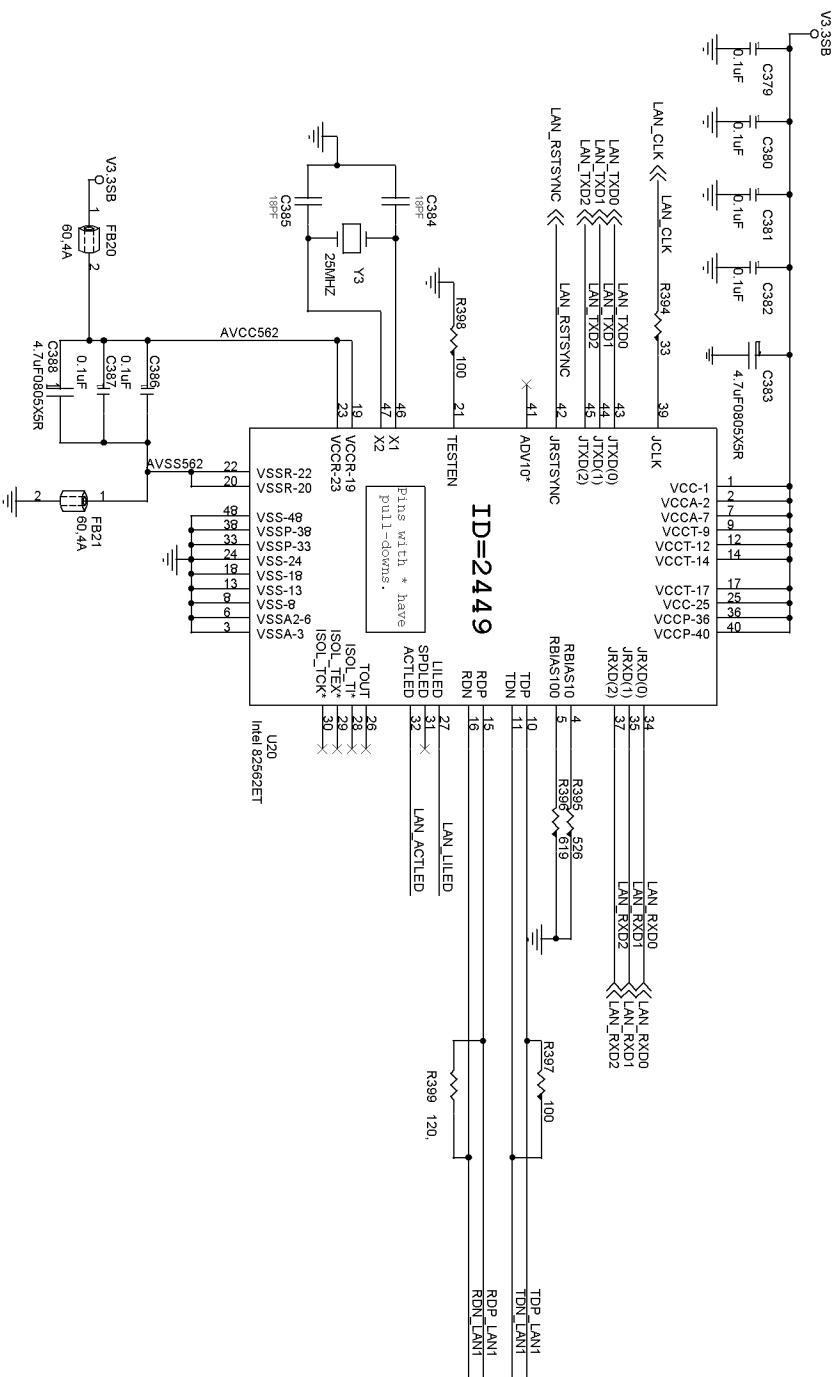 V3.3SB
C379
0.1uF
C380
0.1uF
C381
0.1uF
C382
0.1uF
C383
4.7uF0805X5R
LAN_CLK
LAN_CLK
R394
33
LAN_TXD0
LAN_TXD1
LAN_TXD2
LAN_TXD0
LAN_TXD1
LAN_TXD2
LAN_RSTSYNC
LAN_RSTSYNC
R398
100
C384
18PF
C385
18PF
Y3
25MHZ
V3.3SB
1
FB20
2
60,4A
AVCC562
C386
0.1uF
C387
0.1uF
C388
1
4.7uF0805X5R
AVSS562
1
FB21
2
60,4A
39
JCLK
43
JTXD(0)
44
JTXD(1)
45
JTXD(2)
42
JRSTSYNC
41
ADV10*
21
TESTEN
46
X1
47
X2
19
VCCR-19
23
VCCR-23
1
VCC-1
2
VCCA-2
7
VCCA-7
9
VCCT-9
12
VCCT-12
14
VCCT-14
17
VCCT-17
25
VCC-25
36
VCCP-36
40
VCCP-40
ID=2449
Pins with * have
pull-downs.
22
VSSR-22
20
VSSR-20
48
VSS-48
38
VSSP-38
33
VSSP-33
24
VSS-24
18
VSS-18
13
VSS-13
8
VSS-8
6
VSSA2-6
3
VSSA-3
JRXD(0)
34
JRXD(1)
35
JRXD(2)
37
RBIAS10
4
RBIAS100
5
TDP
10
TDN
11
RDP
15
RDN
16
LILED
27
SPDLED
31
ACTLED
32
TOUT
26
ISOL_TI*
28
ISOL_TEX*
29
ISOL_TCK*
30
U20
Intel 82562ET
LAN_RXD0
LAN_RXD1
LAN_RXD2
LAN_RXD0
LAN_RXD1
LAN_RXD2
R395
526
R396
619
LAN_LILED
LAN_ACTLED
R397
100
R399
120,
TDP_LAN1
TDN_LAN1
RDP_LAN1
RDN_LAN1